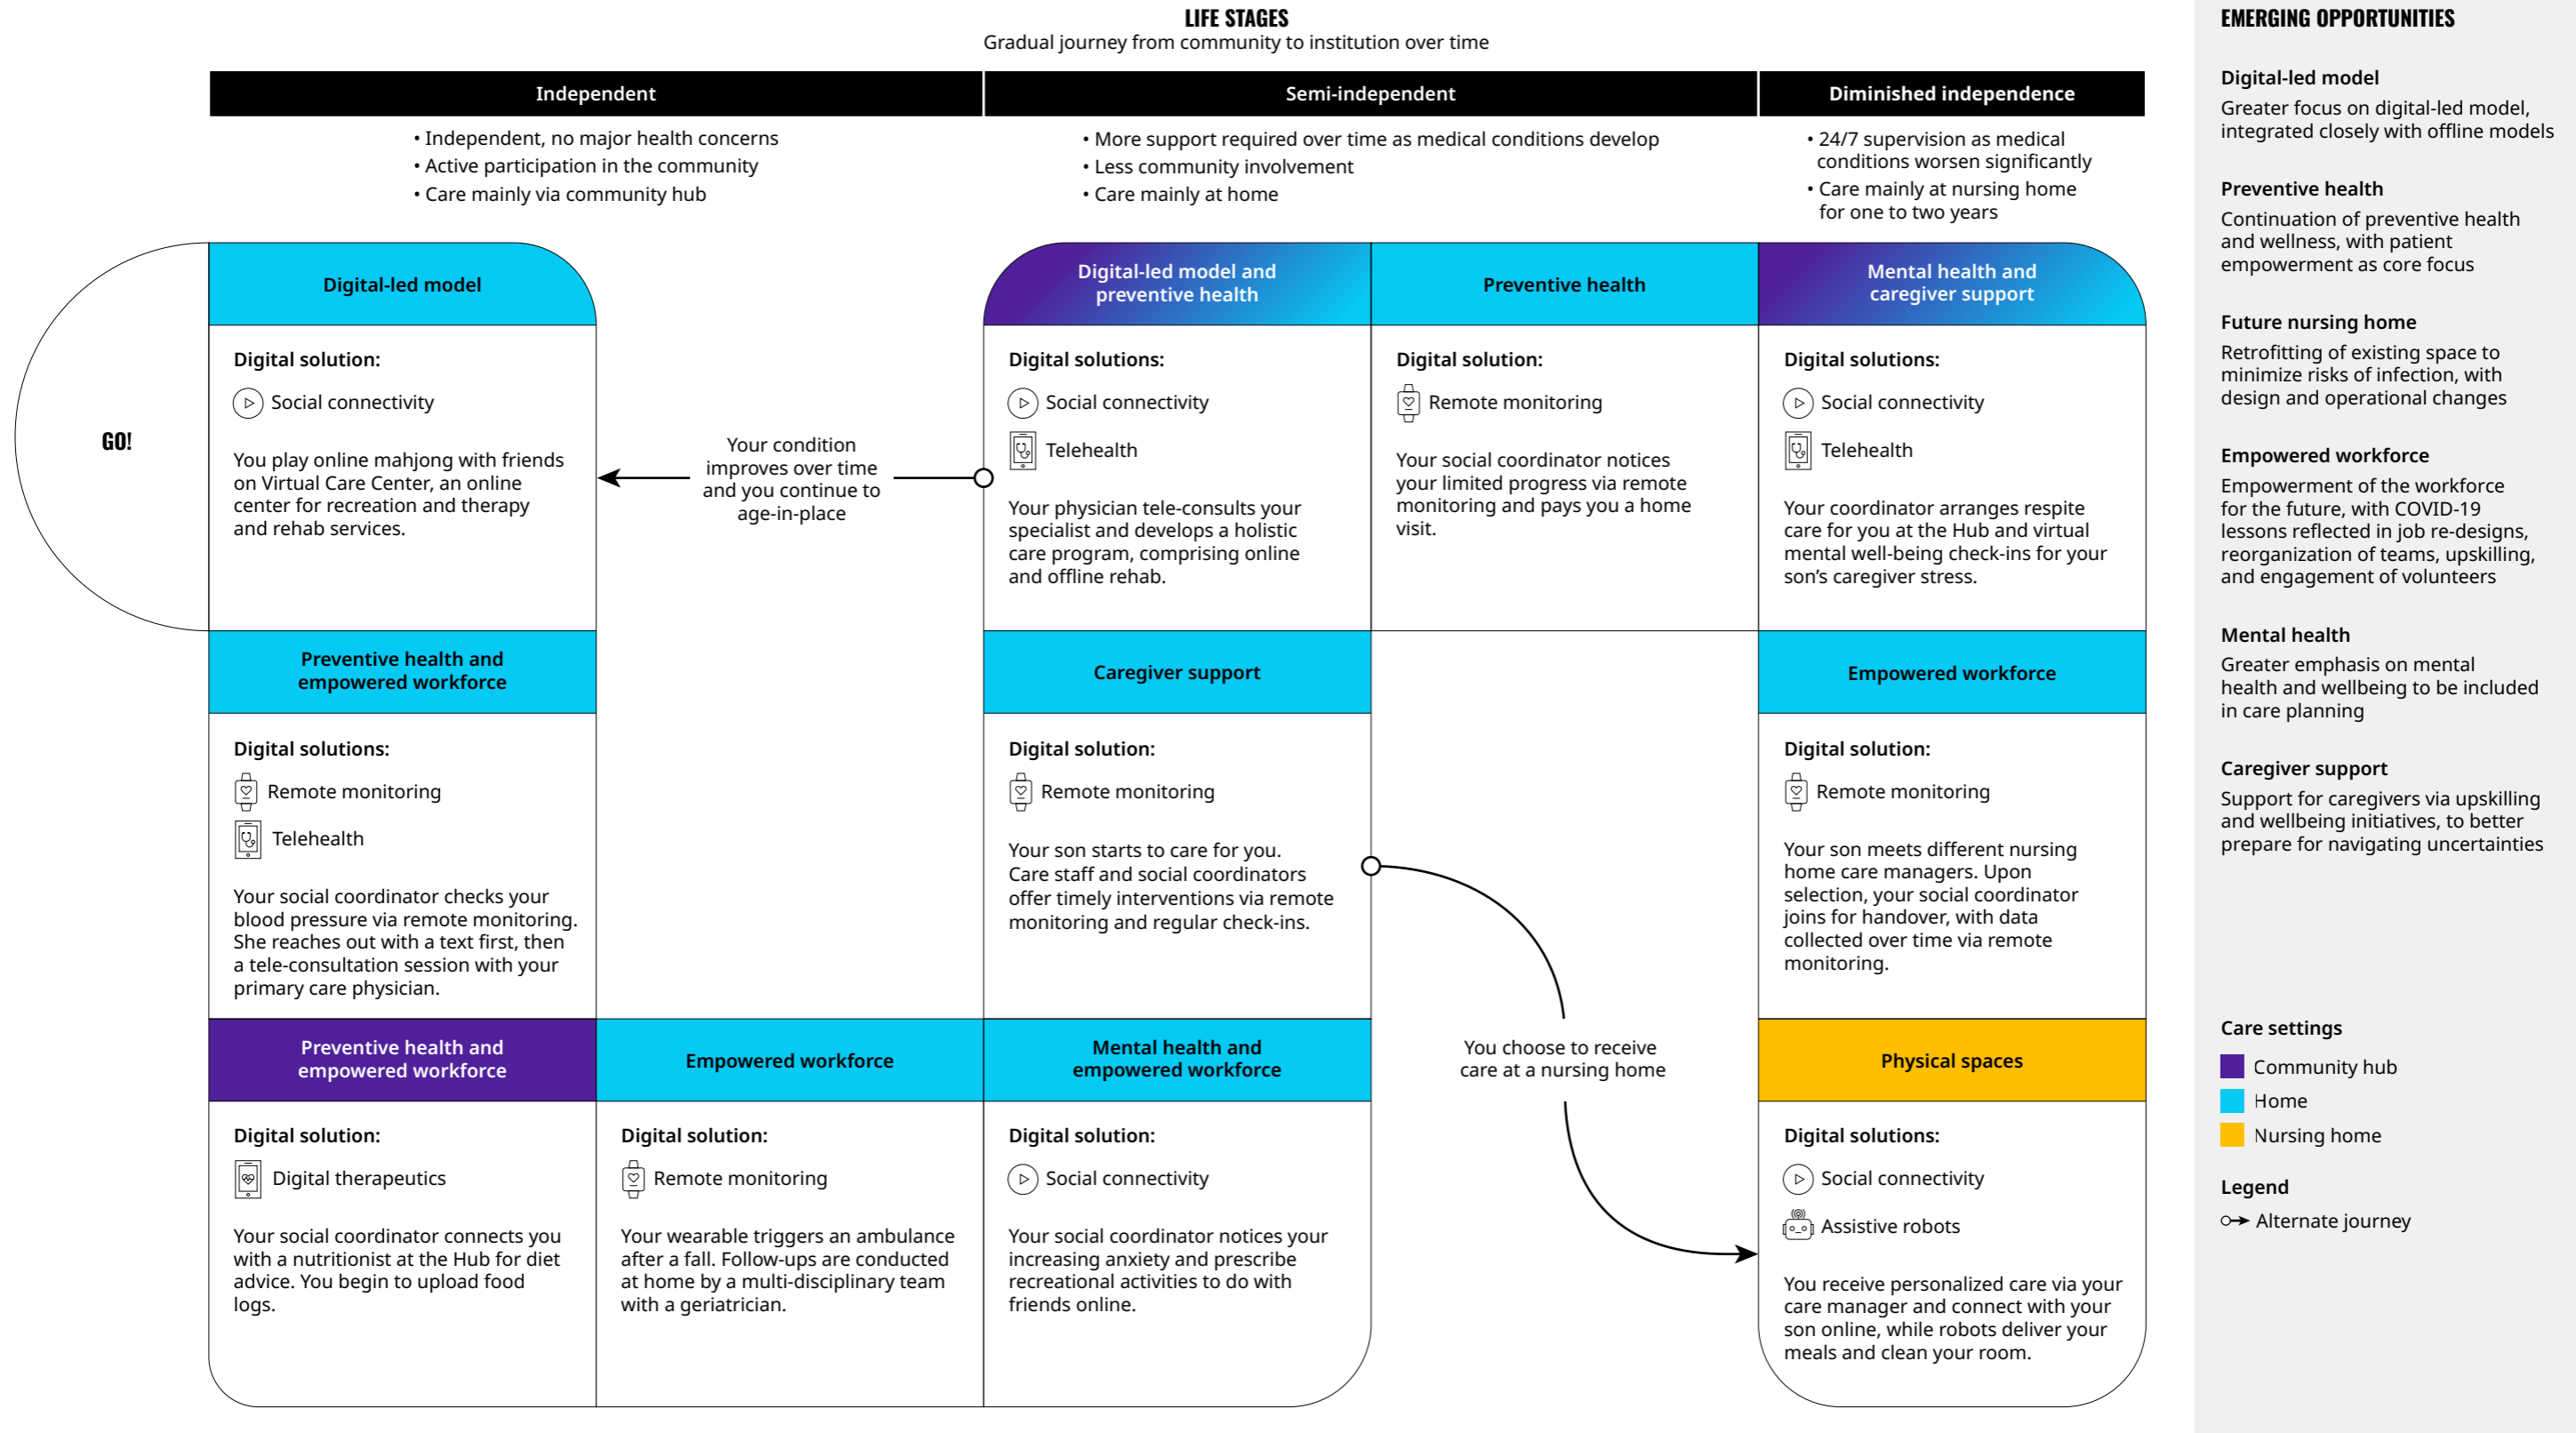 LIFE STAGES
Gradual journey from community to institution over time
Independent
• Independent, no major health concerns
• Active participation in the community
• Care mainly via community hub
Semi-independent
• More support required over time as medical conditions develop
• Less community involvement
• Care mainly at home
Diminished independence
• 24/7 supervision as medical
conditions worsen significantly
• Care mainly at nursing home
for one to two years
GO!
Digital-led model
Digital solution:
Social connectivity
You play online mahjong with friends
on Virtual Care Center, an online
center for recreation and therapy
and rehab services.
Preventive health and
empowered workforce
Digital solutions:
Remote monitoring
Telehealth
Your social coordinator checks your
blood pressure via remote monitoring.
She reaches out with a text first, then
a tele-consultation session with your
primary care physician.
Preventive health and
empowered workforce
Digital solution:
Digital therapeutics
Your social coordinator connects you
with a nutritionist at the Hub for diet
advice. You begin to upload food
logs.
Empowered workforce
Digital solution:
Remote monitoring
Your wearable triggers an ambulance
after a fall. Follow-ups are conducted
at home by a multi-disciplinary team
with a geriatrician.
Mental health and
empowered workforce
Digital solution:
Social connectivity
Your social coordinator notices your
increasing anxiety and prescribe
recreational activities to do with
friends online.
Caregiver support
Digital solution:
Remote monitoring
Your son starts to care for you.
Care staff and social coordinators
offer timely interventions via remote
monitoring and regular check-ins.
Digital-led model and
preventive health
Digital solutions:
Social connectivity
Telehealth
Your physician tele-consults your
specialist and develops a holistic
care program, comprising online
and offline rehab.
Your condition
improves over time
and you continue to
age-in-place
Preventive health
Digital solution:
Remote monitoring
Your social coordinator notices
your limited progress via remote
monitoring and pays you a home
visit.
Mental health and
caregiver support
Digital solutions:
Social connectivity
Telehealth
Your coordinator arranges respite
care for you at the Hub and virtual
mental well-being check-ins for your
son's caregiver stress.
Empowered workforce
Digital solution:
Remote monitoring
Your son meets different nursing
home care managers. Upon
selection, your social coordinator
joins for handover, with data
collected over time via remote
monitoring.
You choose to receive
care at a nursing home
Physical spaces
Digital solutions:
Social connectivity
Assistive robots
You receive personalized care via your
care manager and connect with your
son online, while robots deliver your
meals and clean your room.
EMERGING OPPORTUNITIES
Digital-led model
Greater focus on digital-led model,
integrated closely with offline models
Preventive health
Continuation of preventive health
and wellness, with patient
empowerment as core focus
Future nursing home
Retrofitting of existing space to
minimize risks of infection, with
design and operational changes
Empowered workforce
Empowerment of the workforce
for the future, with COVID-19
lessons reflected in job re-designs,
reorganization of teams, upskilling,
and engagement of volunteers
Mental health
Greater emphasis on mental
health and wellbeing to be included
in care planning
Caregiver support
Support for caregivers via upskilling
and wellbeing initiatives, to better
prepare for navigating uncertainties
Care settings
Community hub
Home
Nursing home
Legend
Alternate journey